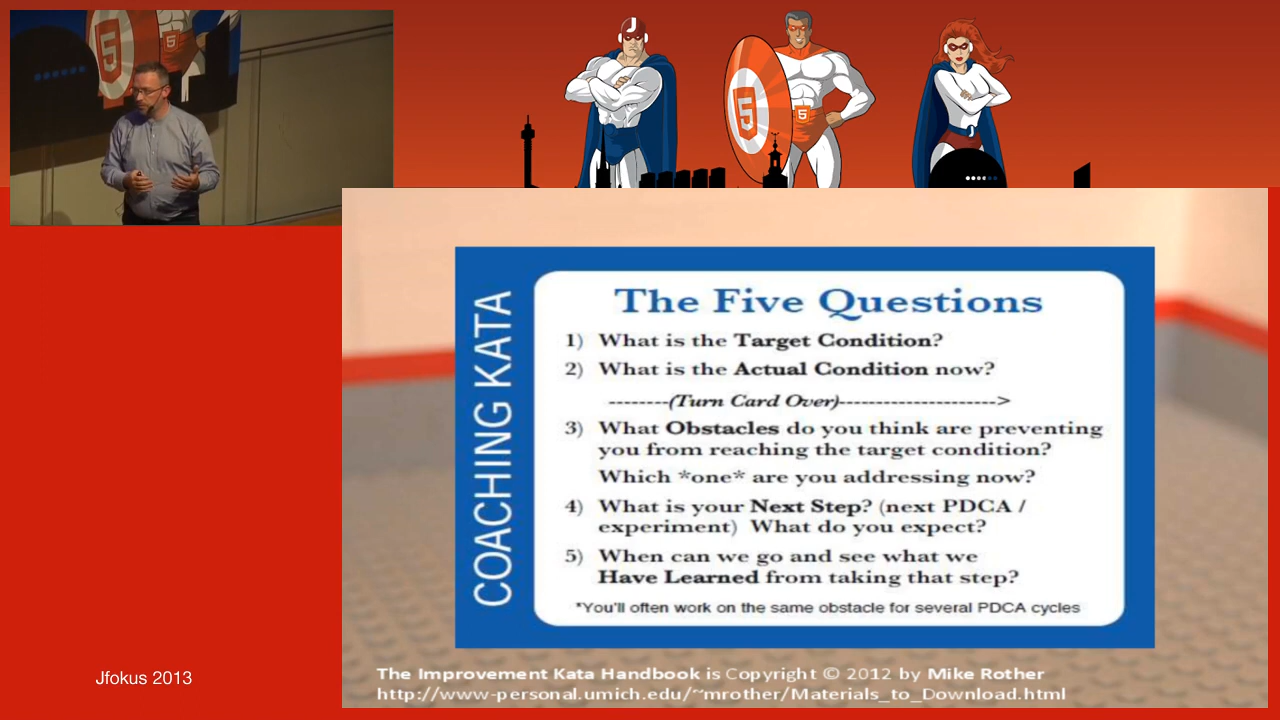 J
5
5
5
5
COACHING KATA
The Five Questions
1) What is the Target Condition?
2) What is the Actual Condition now?
--------(Turn Card Over)--------------------->
3) What Obstacles do you think are preventing
you from reaching the target condition?
Which *one* are you addressing now?
4) What is your Next Step? (next PDCA /
experiment) What do you expect?
5) When can we go and see what we
Have Learned from taking that step?
*You'll often work on the same obstacle for several PDCA cycles
The Improvement Kata Handbook is Copyright © 2012 by Mike Rother
http://www-personal.umich.edu/~mrother/Materials_to_Download.html
Jfokus 2013